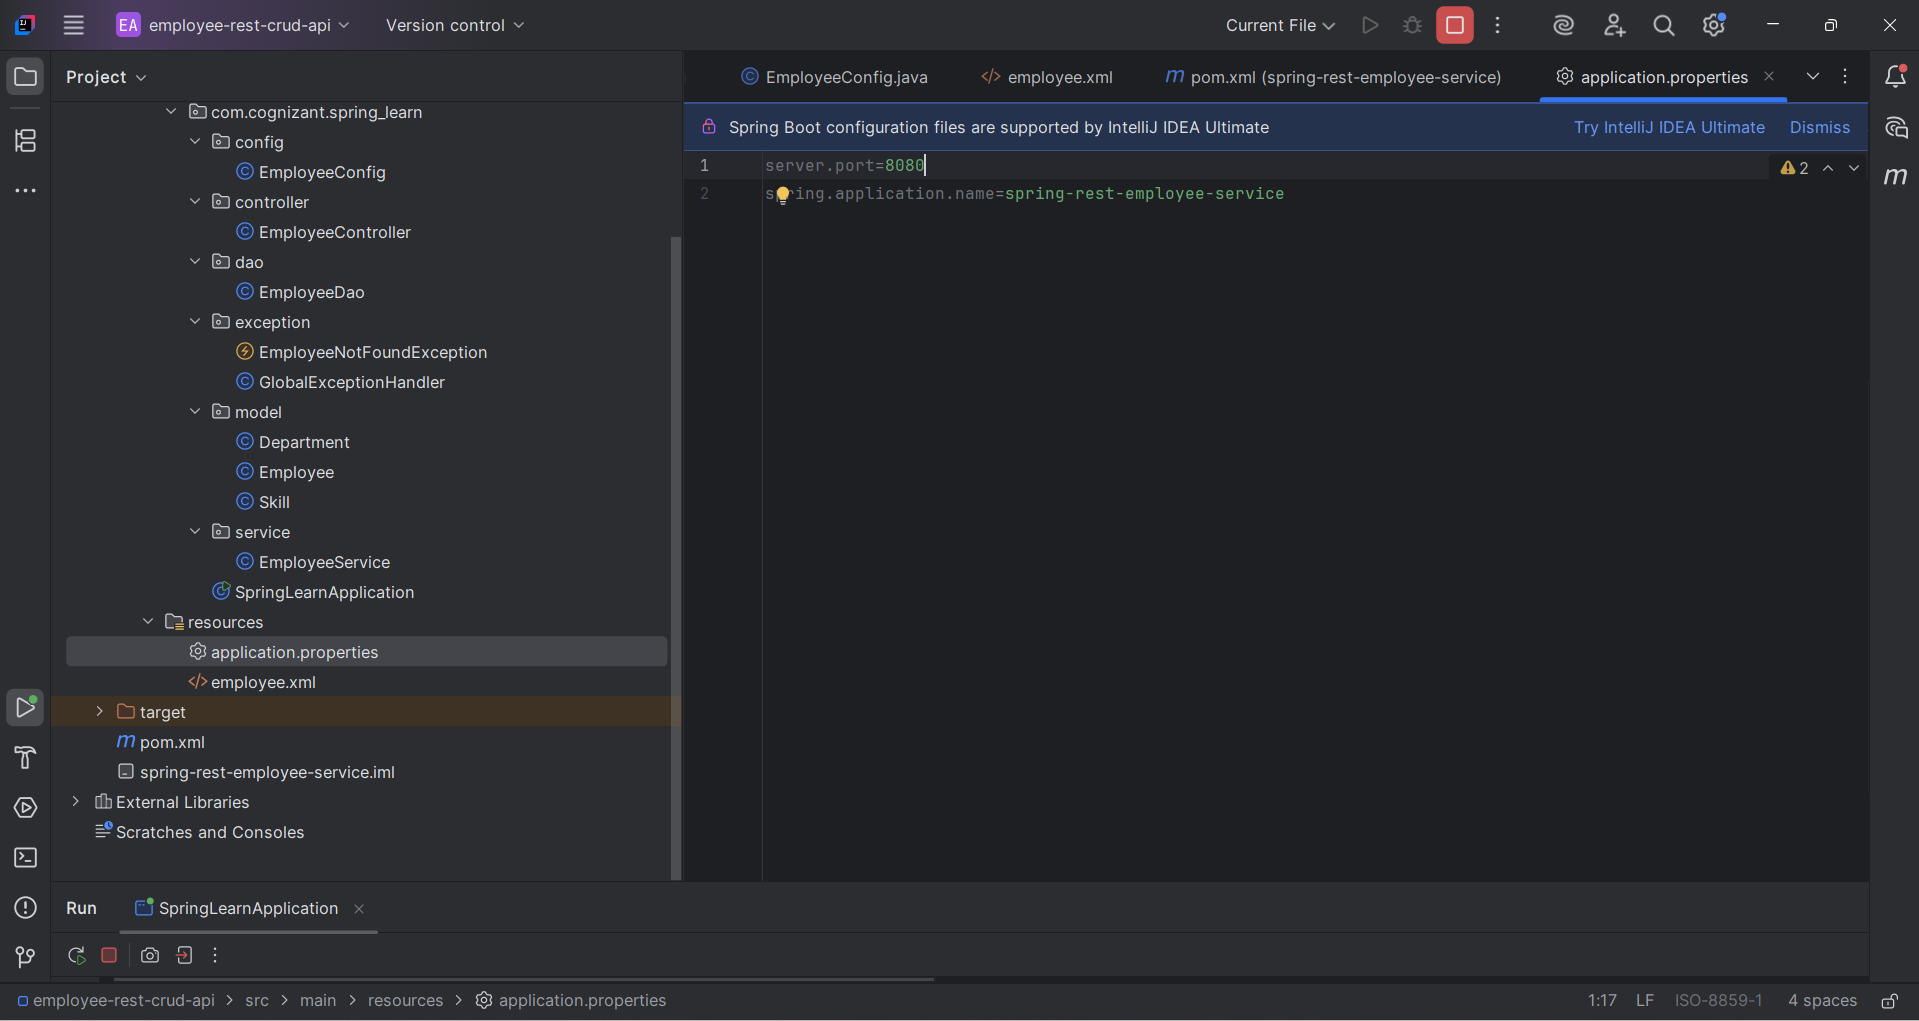 EA employee-rest-crud-api Version control Current File
Project
EmployeeConfig.java employee.xml m pom.xml (spring-rest-employee-service) application.properties
Spring Boot configuration files are supported by IntelliJ IDEA Ultimate Try IntelliJ IDEA Ultimate Dismiss
1 server.port=8080 2
2 spring.application.name=spring-rest-employee-service
com.cognizant.spring_learn
config
EmployeeConfig
controller
EmployeeController
dao
EmployeeDao
exception
EmployeeNotFoundException
GlobalExceptionHandler
model
Department
Employee
Skill
service
EmployeeService
SpringLearnApplication
resources
application.properties
employee.xml
target
m pom.xml
spring-rest-employee-service.iml
External Libraries
Scratches and Consoles
Run SpringLearnApplication
employee-rest-crud-api > src > main > resources > application.properties 1:17 LF ISO-8859-1 4 spaces